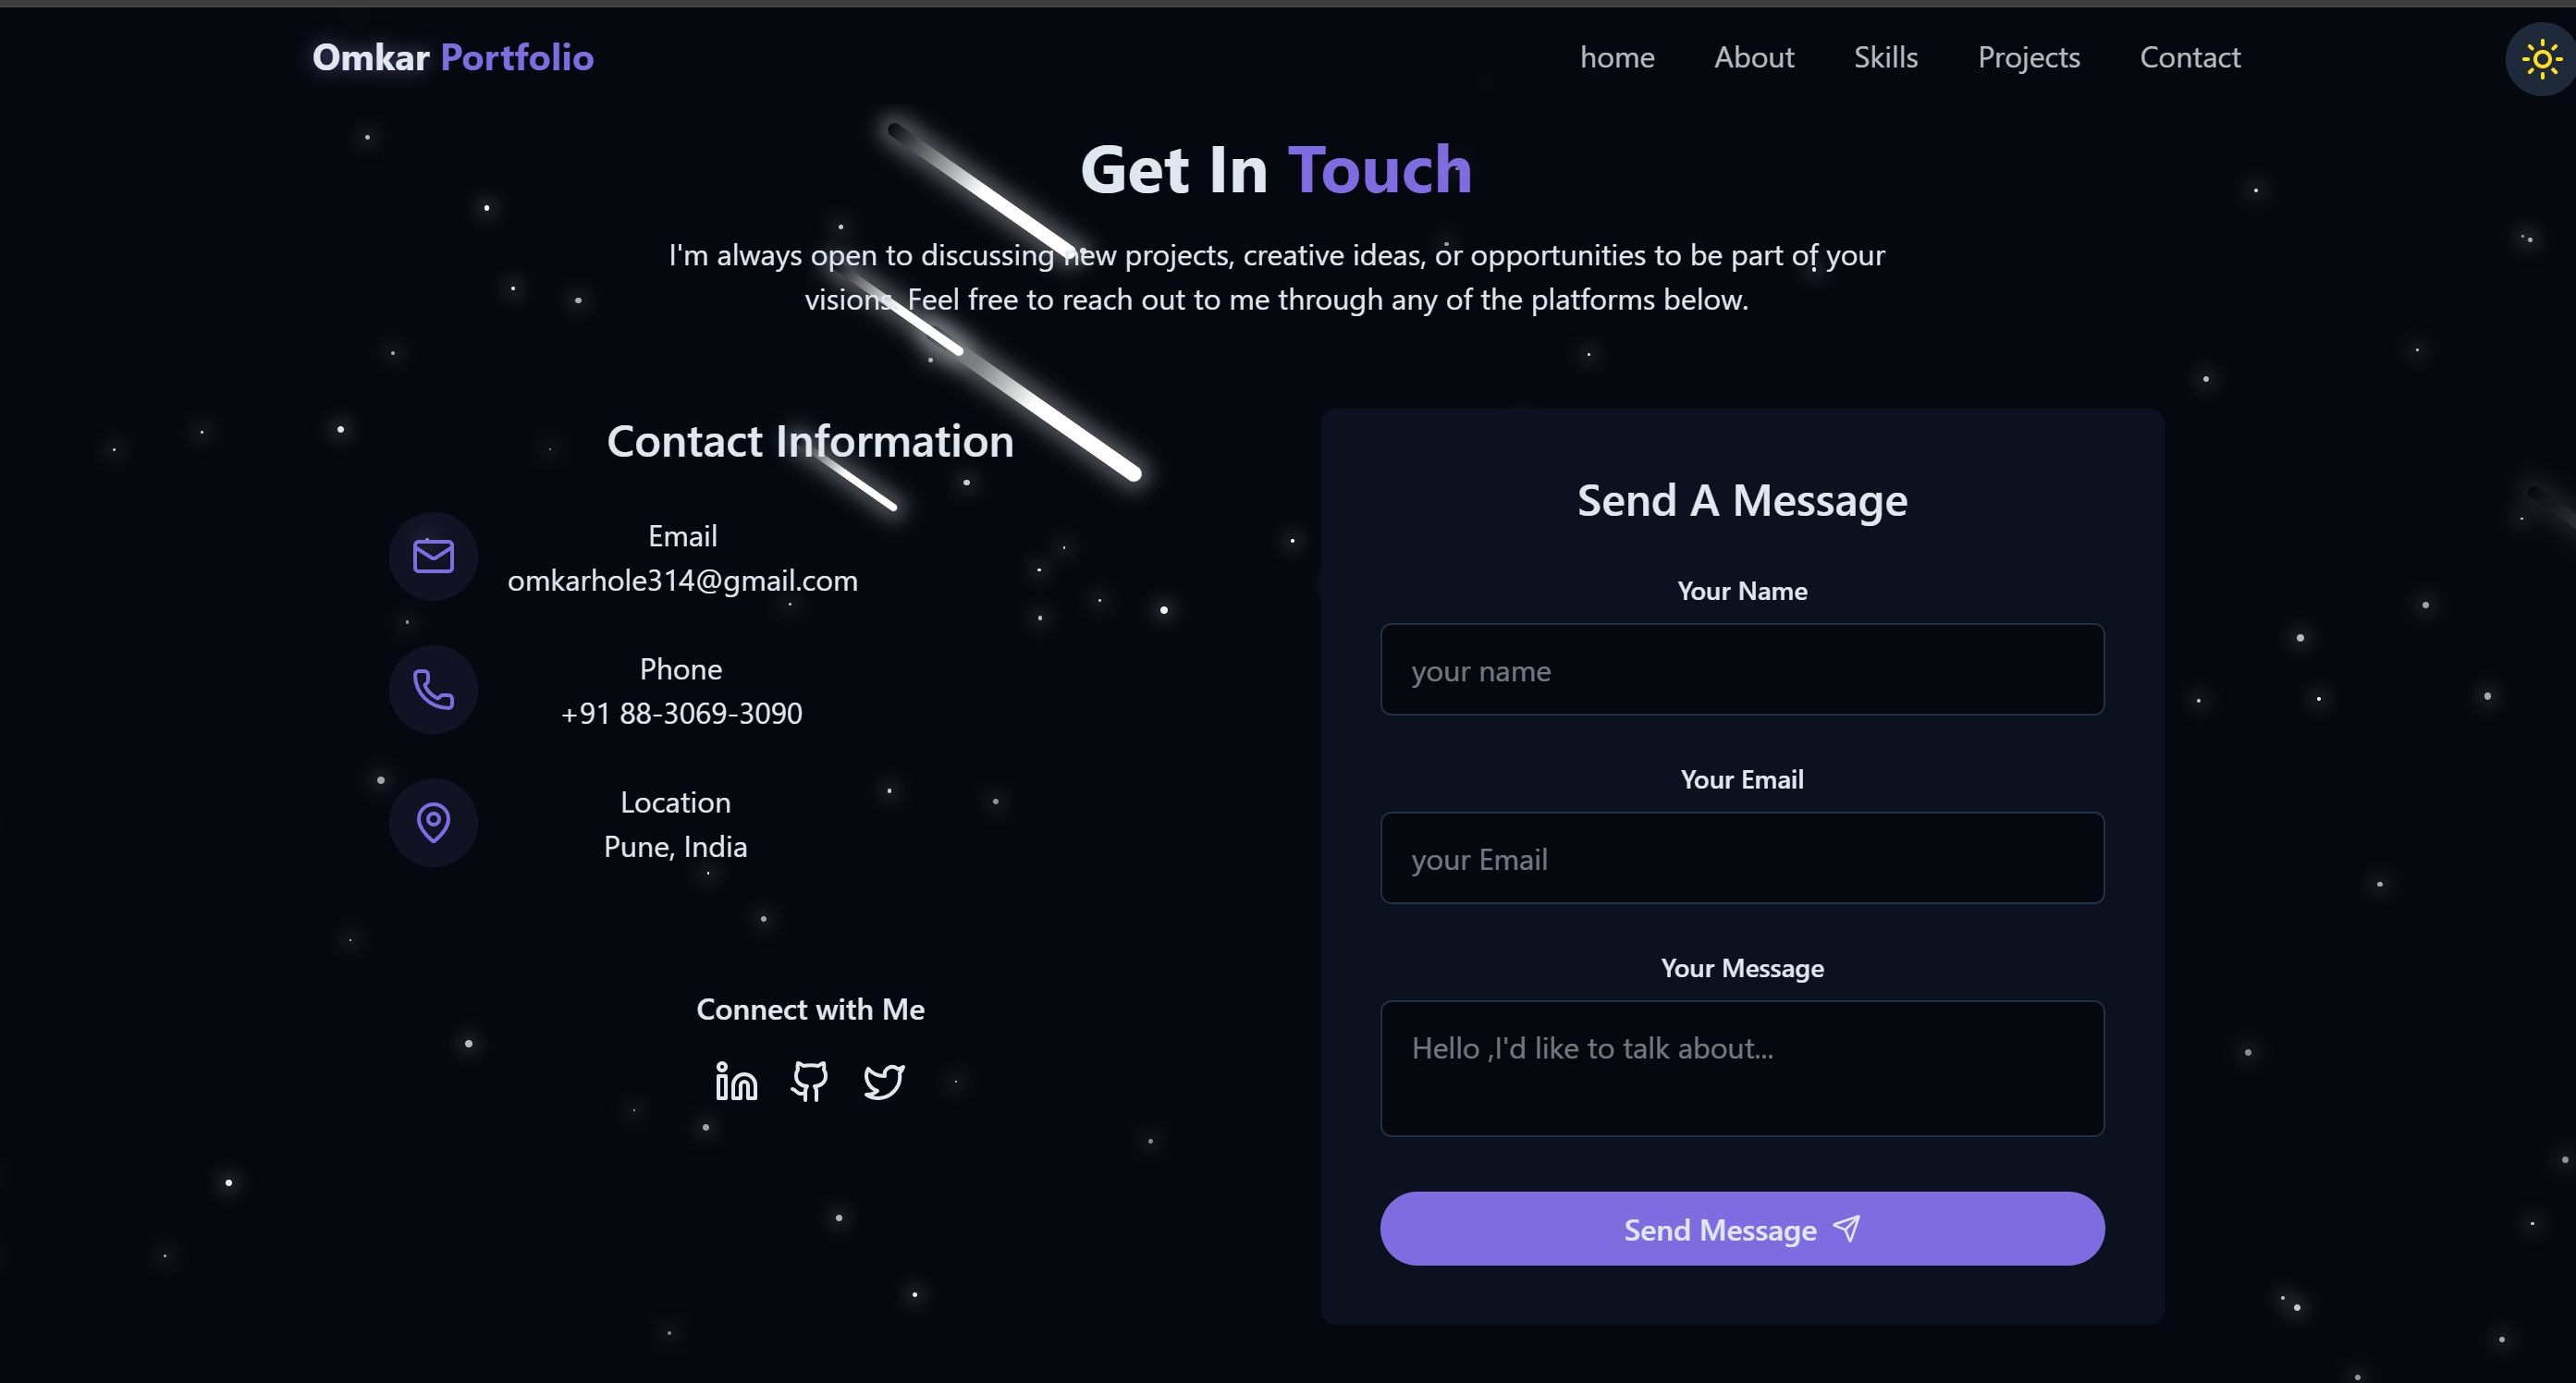 Omkar Portfolio
home About Skills Projects Contact
Get In Touch
I'm always open to discussing new projects, creative ideas, or opportunities to be part of your
visions. Feel free to reach out to me through any of the platforms below.
Contact Information
Email
omkarhole314@gmail.com
Phone
+91 88-3069-3090
Location
Pune, India
Connect with Me
Send A Message
Your Name
your name
Your Email
your Email
Your Message
Hello ,I'd like to talk about...
Send Message